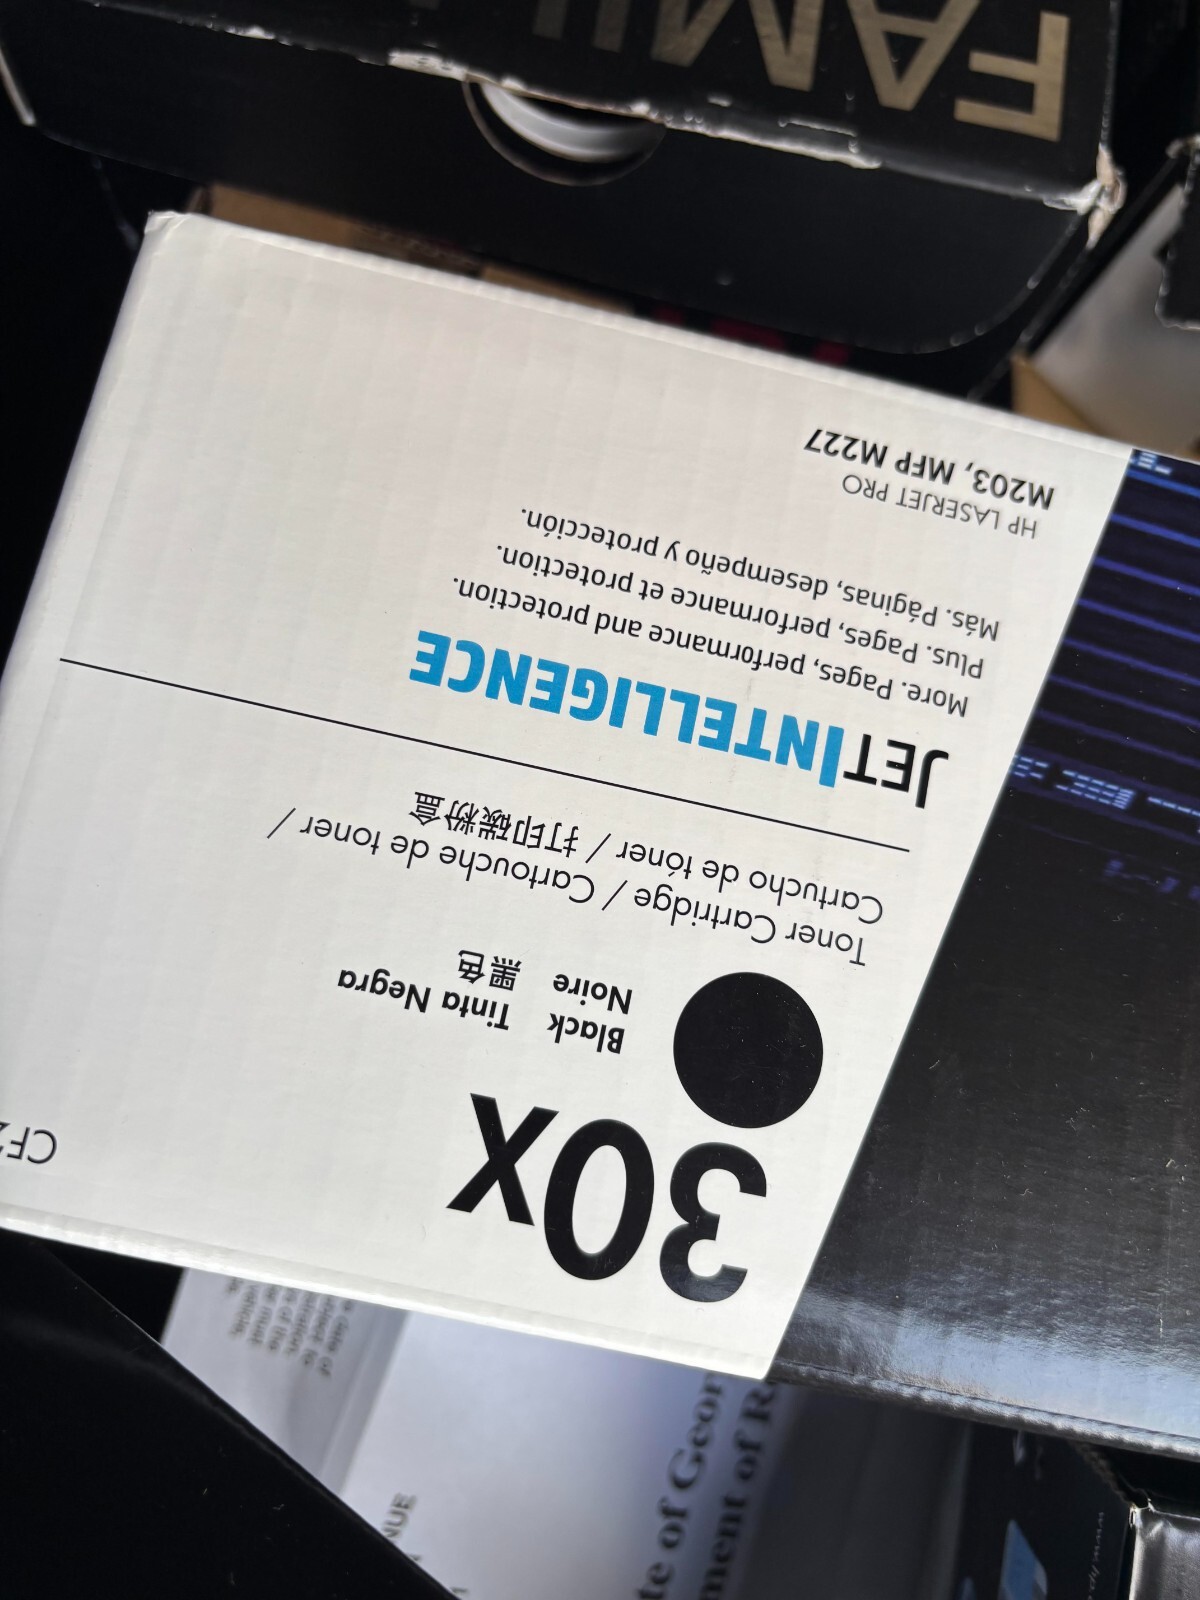 30X
Black Tinta Negra
Noire 黑色
Toner Cartridge / Cartouche de toner /
Cartucho de tóner / 打印碳粉盒
JETINTELLIGENCE
More. Pages, performance and protection.
Plus. Pages, performance et protection.
Más. Páginas, desempeño y protección.
HP LASERJET PRO
M203, MFP M227